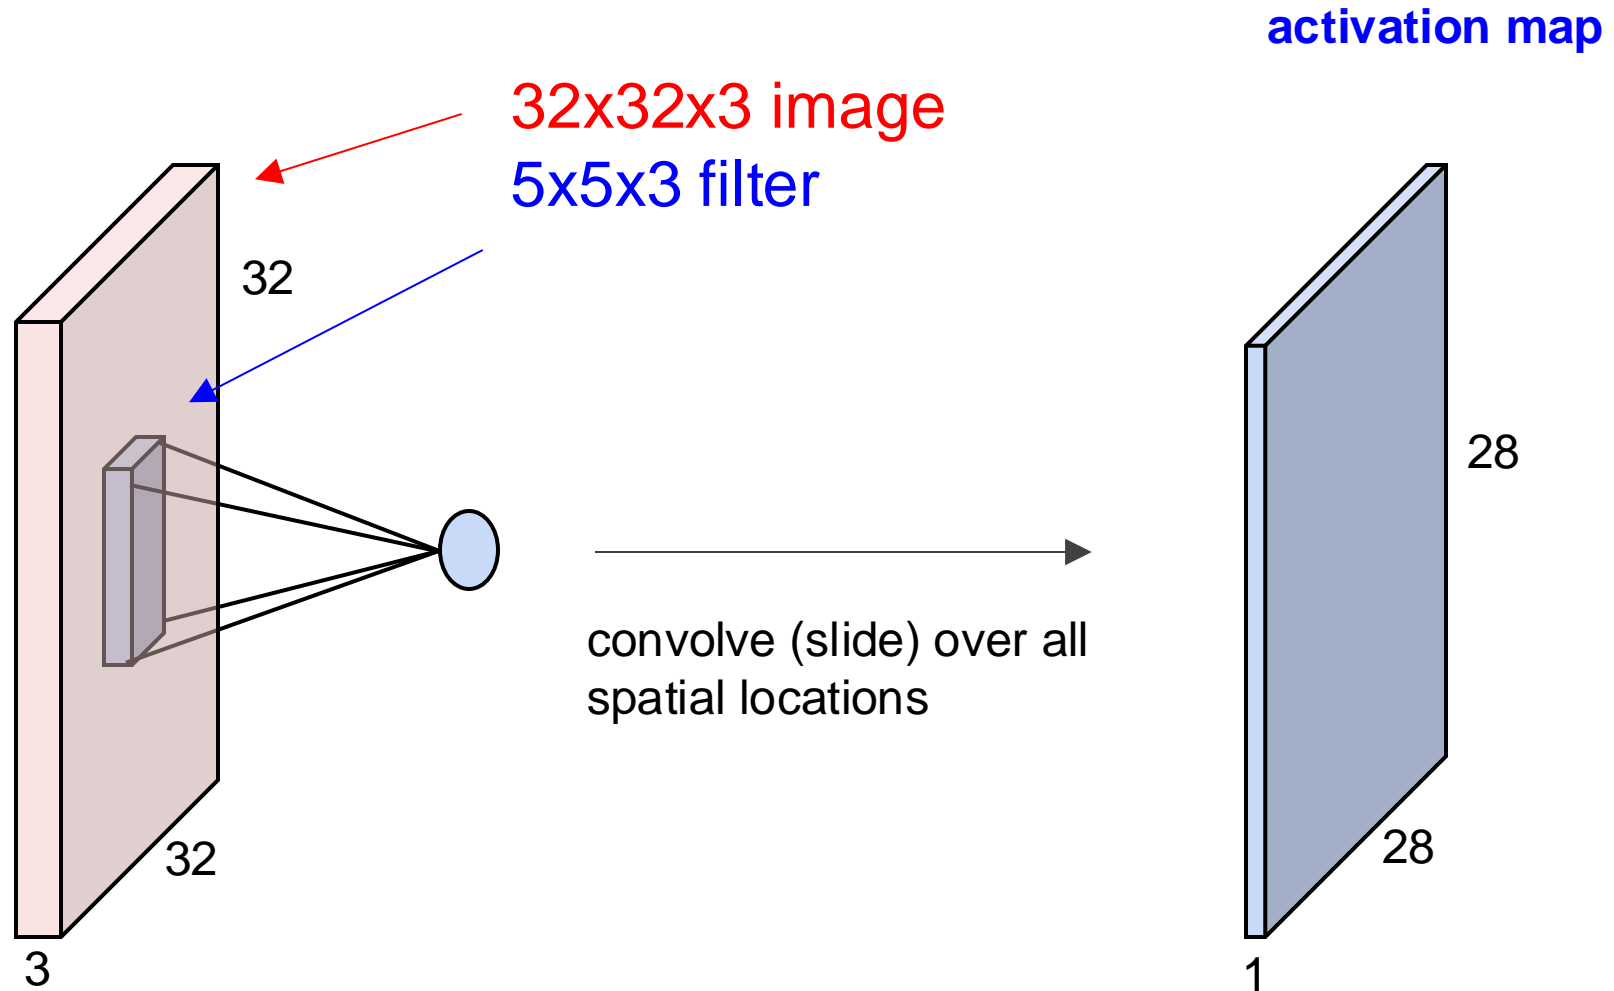 activation map
32x32x3 image
5x5x3 filter
32
28
convolve (slide) over all
spatial locations
32
28
3
1